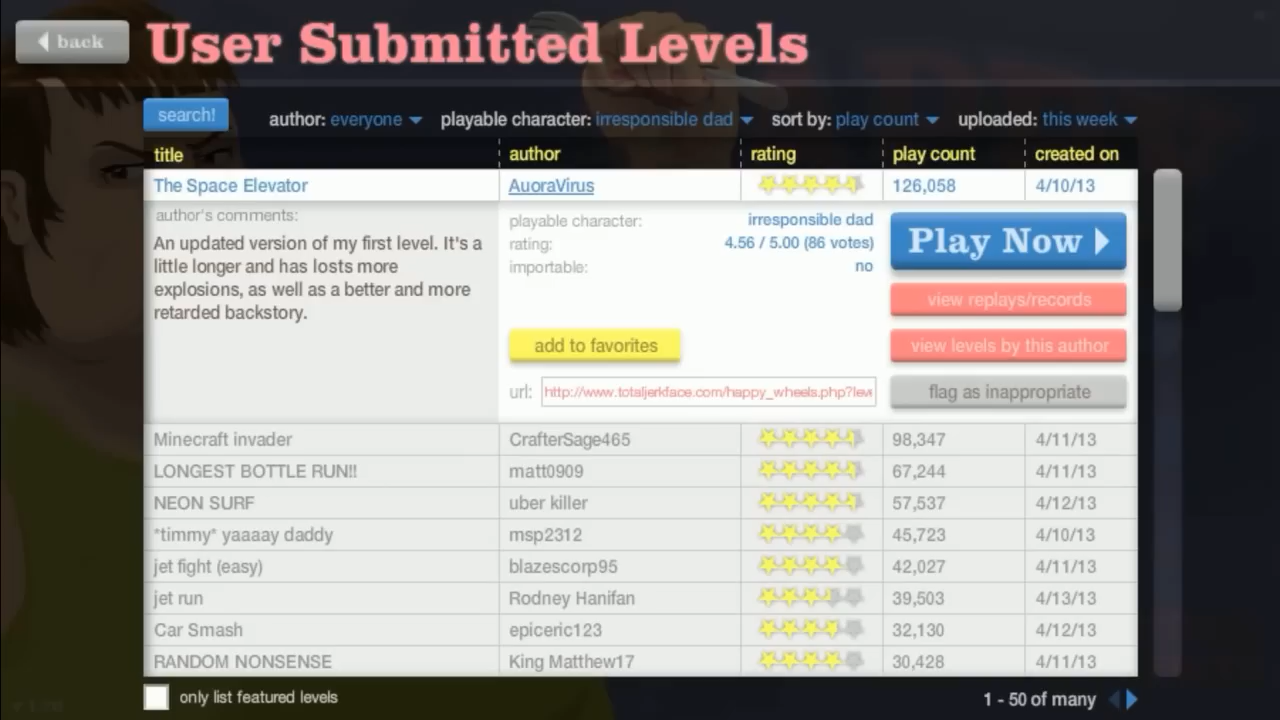 back
User Submitted Levels
search!
author: everyone playable character: irresponsible dad sort by: play count uploaded: this week
title author rating play count created on
The Space Elevator AuoraVirus 126,058 4/10/13
author's comments:
An updated version of my first level. It's a
little longer and has losts more
explosions, as well as a better and more
retarded backstory.
playable character: irresponsible dad
rating: 4.56 / 5.00 (86 votes)
importable: no
add to favorites
url: http://www.totaljerkface.com/happy_wheels.php?leve
Play Now
view replays/records
view levels by this author
flag as inappropriate
Minecraft invader CrafterSage465 98,347 4/11/13
LONGEST BOTTLE RUN!! matt0909 67,244 4/11/13
NEON SURF uber killer 57,537 4/12/13
*timmy* yaaaay daddy msp2312 45,723 4/10/13
jet fight (easy) blazescorp95 42,027 4/11/13
jet run Rodney Hanifan 39,503 4/13/13
Car Smash epiceric123 32,130 4/12/13
RANDOM NONSENSE King Matthew17 30,428 4/11/13
only list featured levels
1 - 50 of many